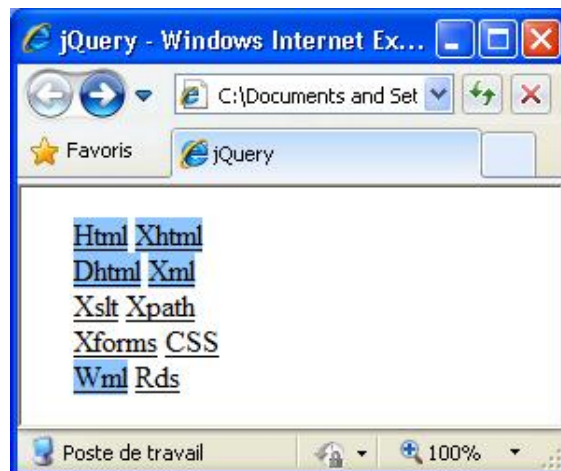 jQuery - Windows Internet Ex...
C:\Documents and Set
Favoris
jQuery
Html Xhtml
Dhtml Xml
Xslt Xpath
Xforms CSS
Wml Rds
Poste de travail
100%